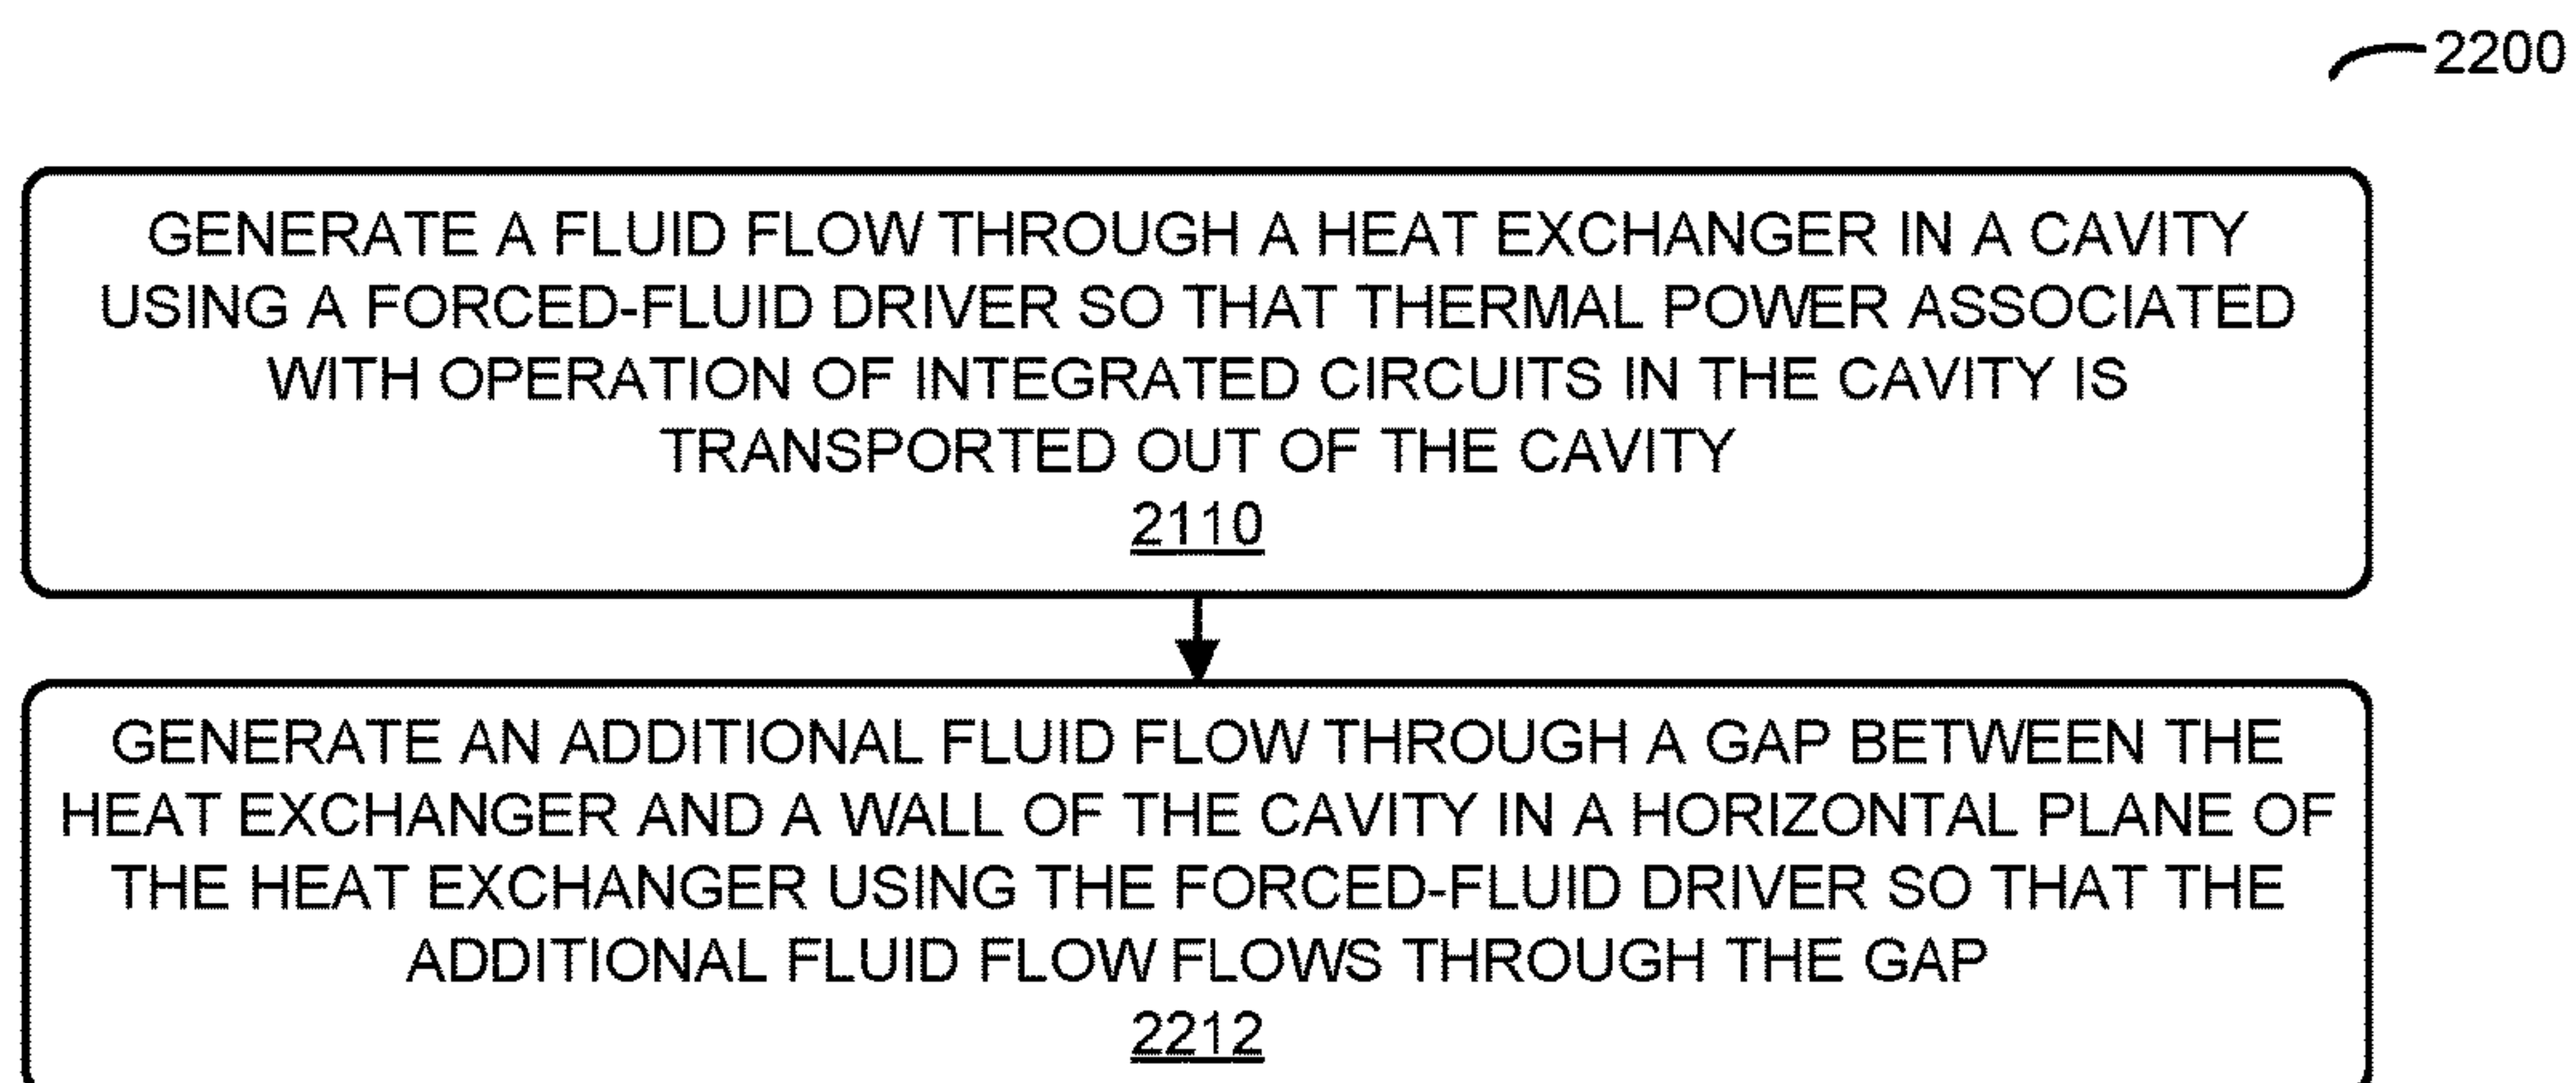 2200
GENERATE A FLUID FLOW THROUGH A HEAT EXCHANGER IN A CAVITY
USING A FORCED-FLUID DRIVER SO THAT THERMAL POWER ASSOCIATED
WITH OPERATION OF INTEGRATED CIRCUITS IN THE CAVITY IS
TRANSPORTED OUT OF THE CAVITY
2110
GENERATE AN ADDITIONAL FLUID FLOW THROUGH A GAP BETWEEN THE
HEAT EXCHANGER AND A WALL OF THE CAVITY IN A HORIZONTAL PLANE OF
THE HEAT EXCHANGER USING THE FORCED-FLUID DRIVER SO THAT THE
ADDITIONAL FLUID FLOW FLOWS THROUGH THE GAP
2212